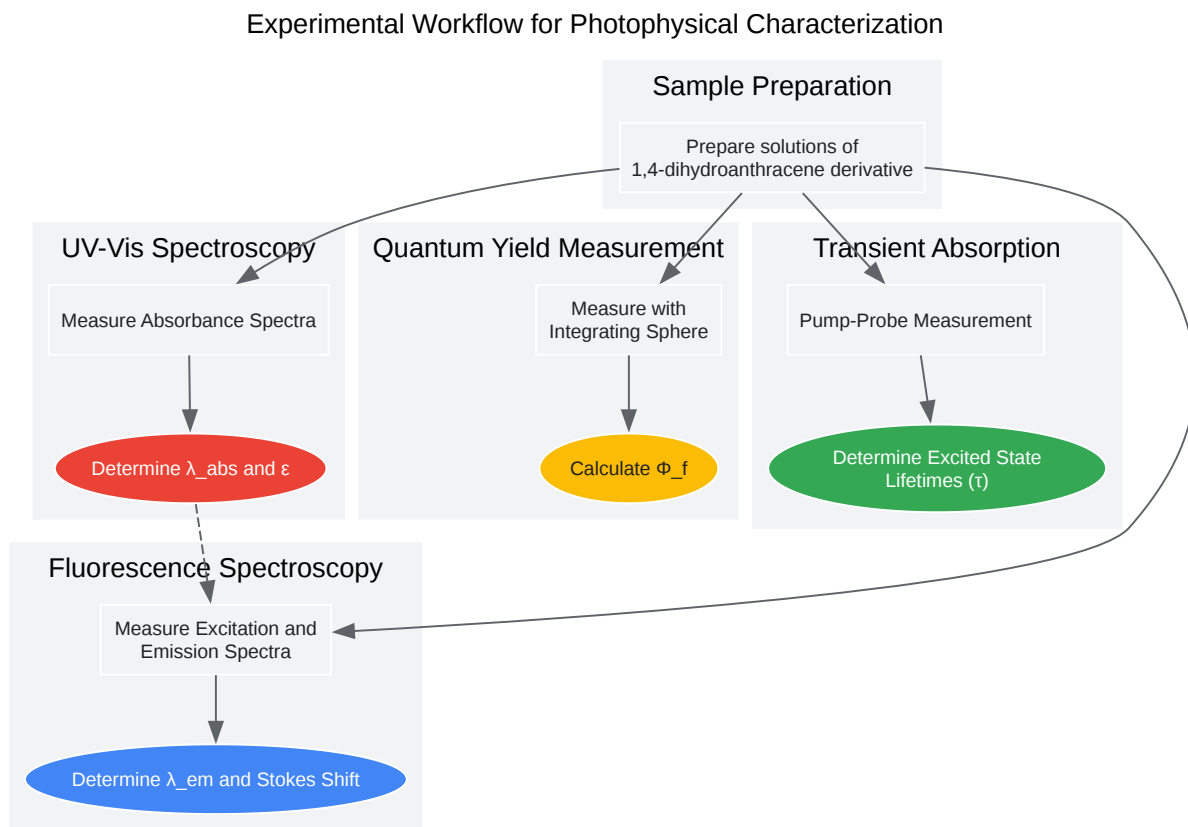 Experimental Workflow for Photophysical Characterization
Sample Preparation
Prepare solutions of
1,4-dihydroanthracene derivative
UV-Vis Spectroscopy
Measure Absorbance Spectra
Determine λ_abs and ε
Quantum Yield Measurement
Measure with
Integrating Sphere
Calculate Φ_f
Transient Absorption
Pump-Probe Measurement
Determine Excited State
Lifetimes (τ)
Fluorescence Spectroscopy
Measure Excitation and
Emission Spectra
Determine λ_em and Stokes Shift